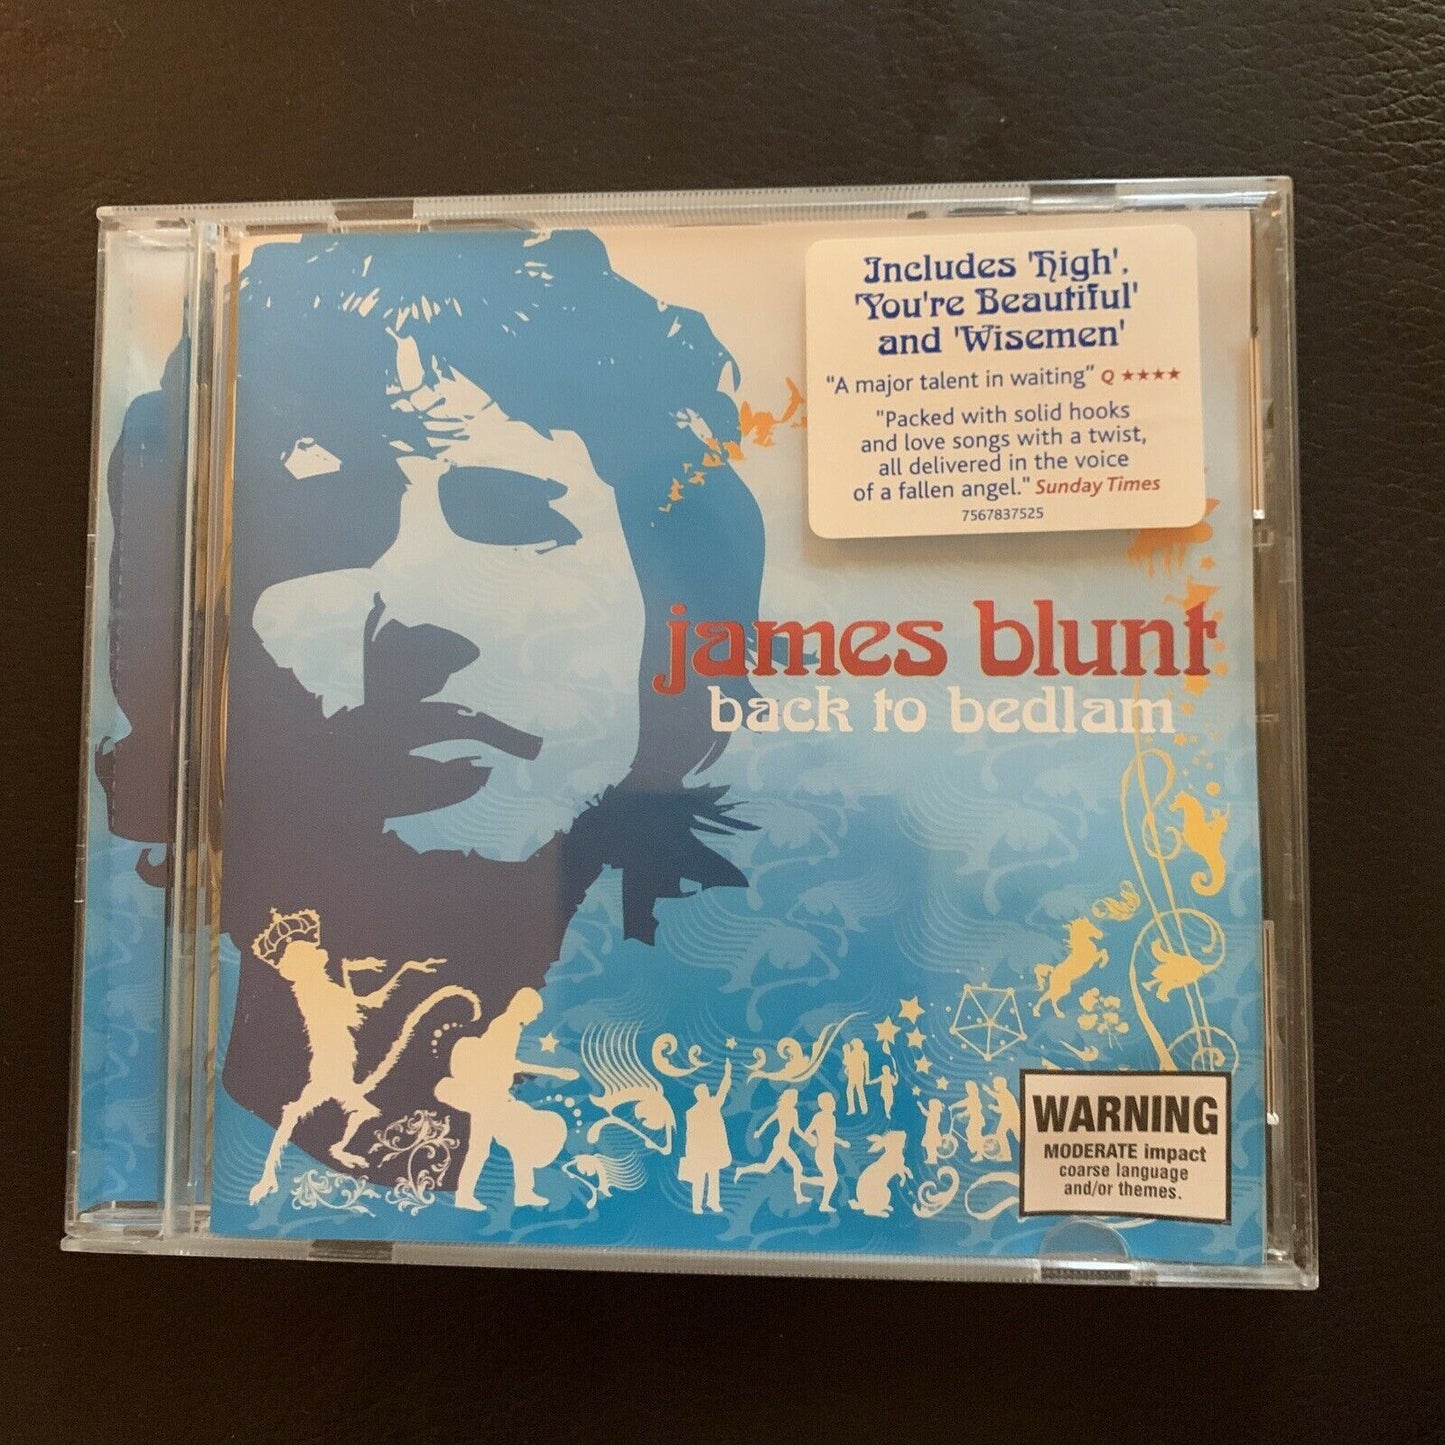 Includes 'High',
'You're Beautiful'
and 'Wisemen'
"A major talent in waiting" Q ★★★★
"Packed with solid hooks
and love songs with a twist,
all delivered in the voice
of a fallen angel." Sunday Times
7567837525
james blunt
back to bedlam
WARNING
MODERATE impact
coarse language
and/or themes.